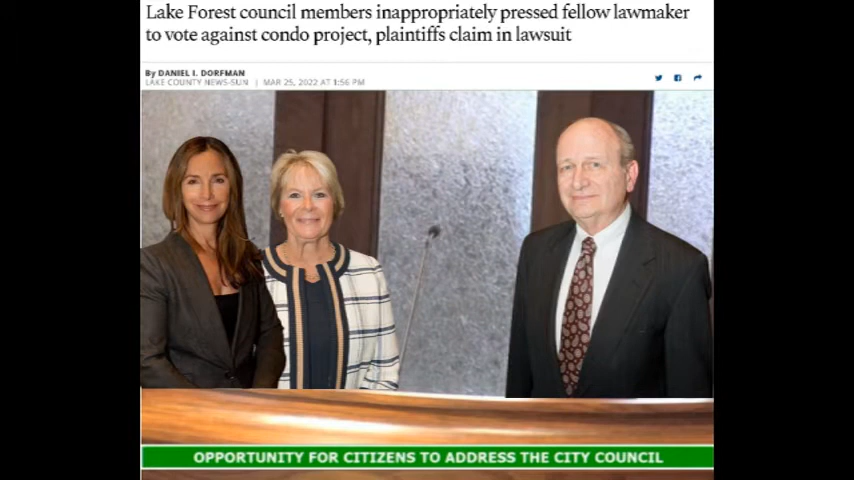 Lake Forest council members inappropriately pressed fellow lawmaker
to vote against condo project, plaintiffs claim in lawsuit
By DANIEL I. DORFMAN
LAKE COUNTY NEWS-SUN | MAR 25, 2022 AT 1:56 PM
OPPORTUNITY FOR CITIZENS TO ADDRESS THE CITY COUNCIL